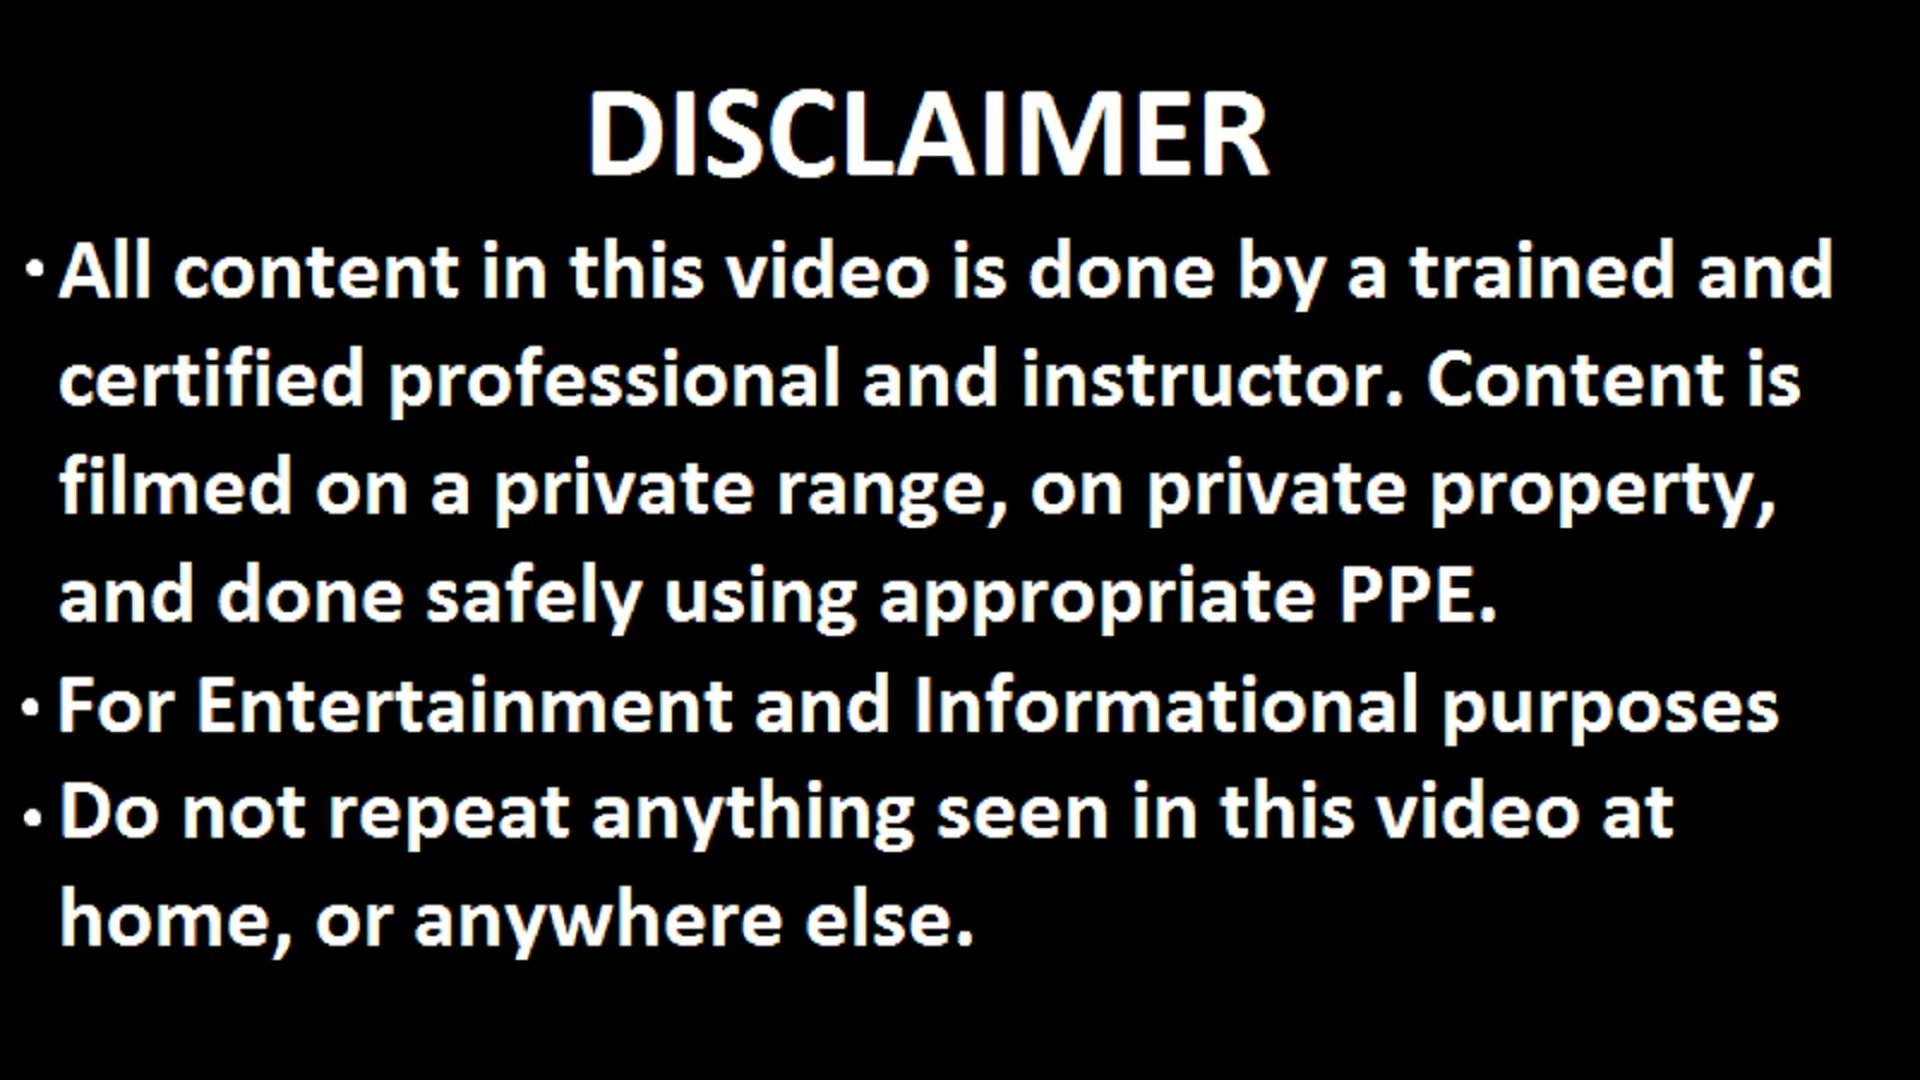 DISCLAIMER
• All content in this video is done by a trained and
certified professional and instructor. Content is
filmed on a private range, on private property,
and done safely using appropriate PPE.
• For Entertainment and Informational purposes
• Do not repeat anything seen in this video at
home, or anywhere else.